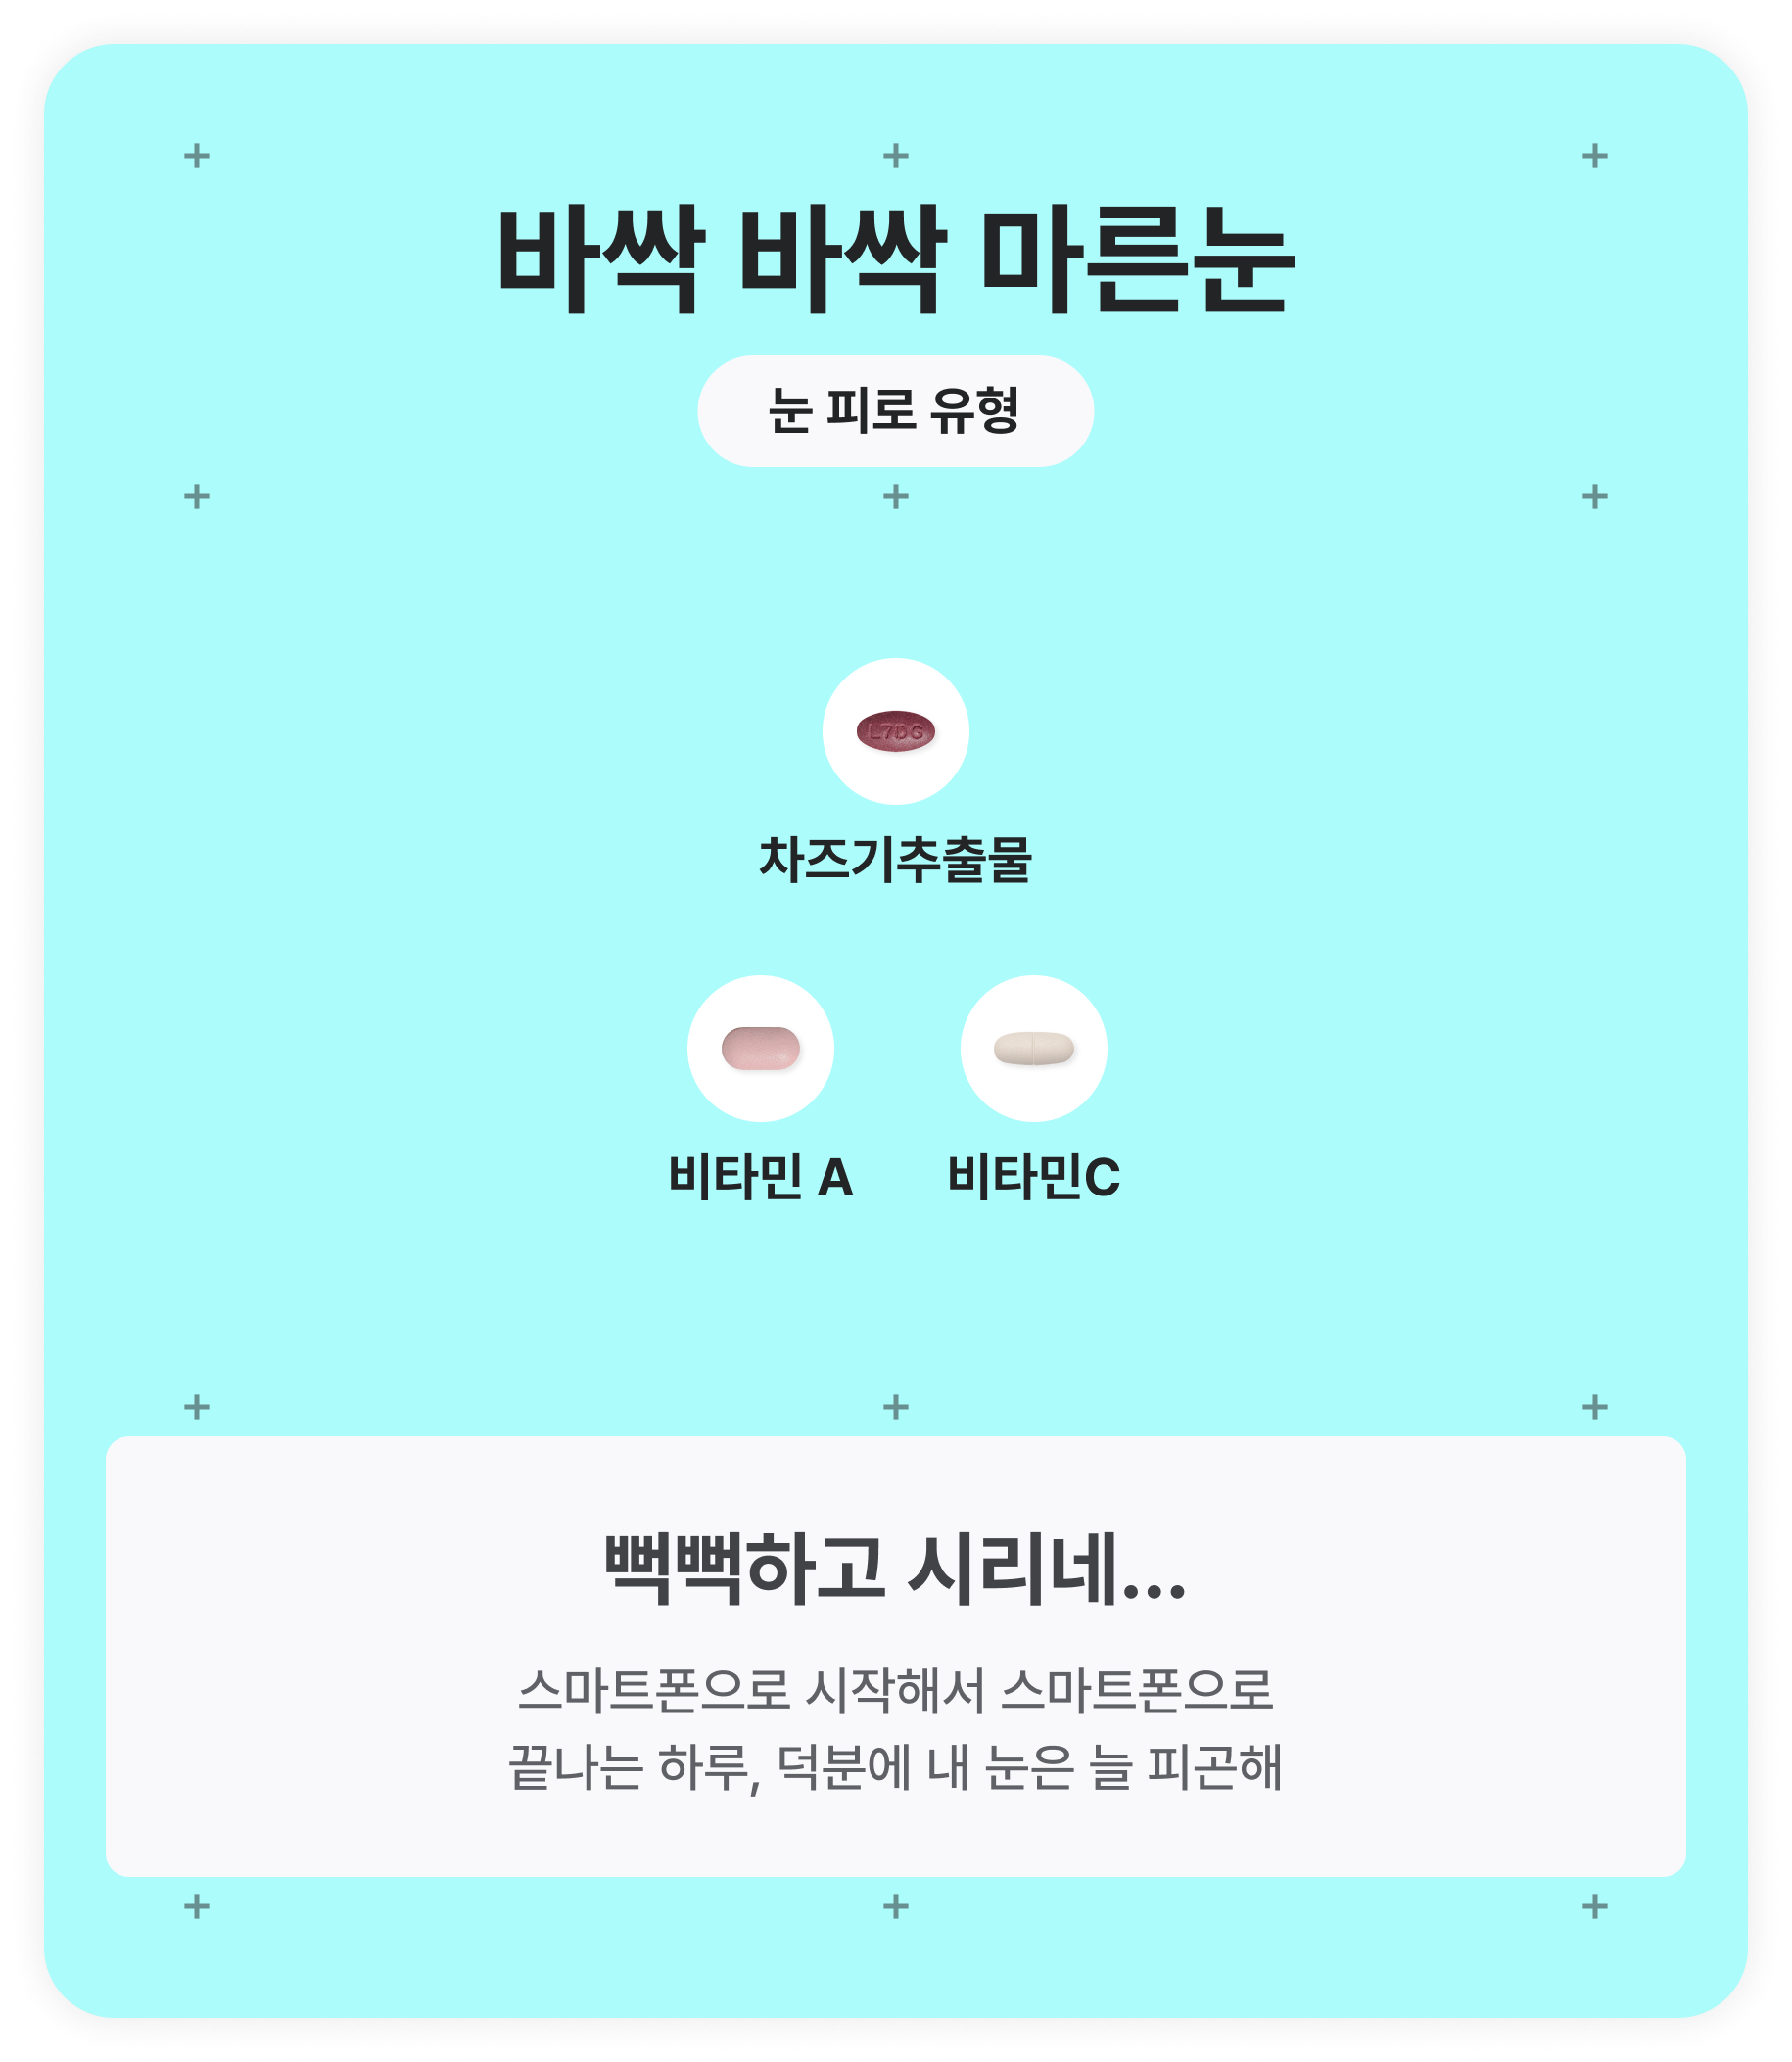 바싹 바싹 마른눈
눈 피로 유형
L7DG
차즈기추출물
비타민 A
비타민C
뻑뻑하고 시리네...
스마트폰으로 시작해서 스마트폰으로
끝나는 하루, 덕분에 내 눈은 늘 피곤해